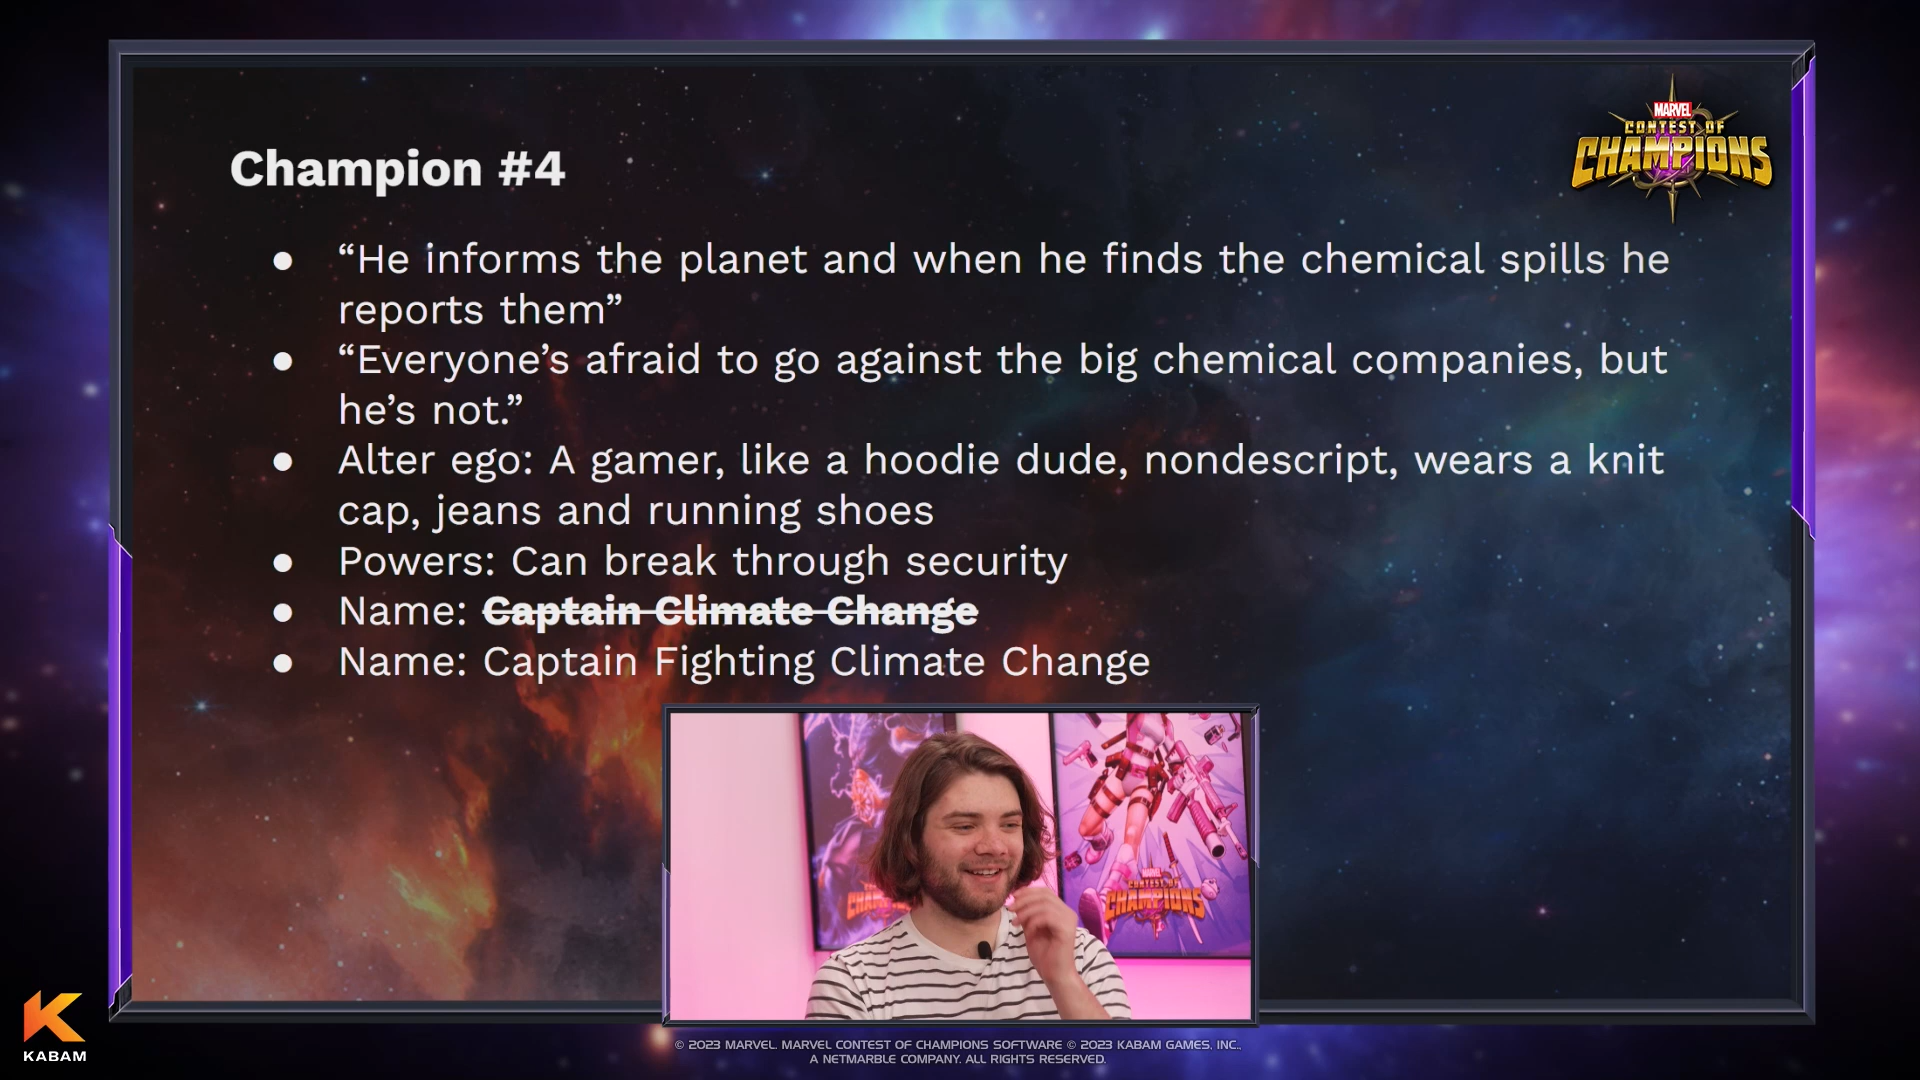 MARVEL
CONTEST OF
CHAMPIONS
Champion #4
● “He informs the planet and when he finds the chemical spills he
reports them”
● “Everyone’s afraid to go against the big chemical companies, but
he’s not.”
● Alter ego: A gamer, like a hoodie dude, nondescript, wears a knit
cap, jeans and running shoes
● Powers: Can break through security
● Name: Captain Climate Change
● Name: Captain Fighting Climate Change
MARVEL
CONTEST OF
CHAMPIONS
KABAM
© 2023 MARVEL. MARVEL CONTEST OF CHAMPIONS SOFTWARE © 2023 KABAM GAMES, INC.,
A NETMARBLE COMPANY. ALL RIGHTS RESERVED.